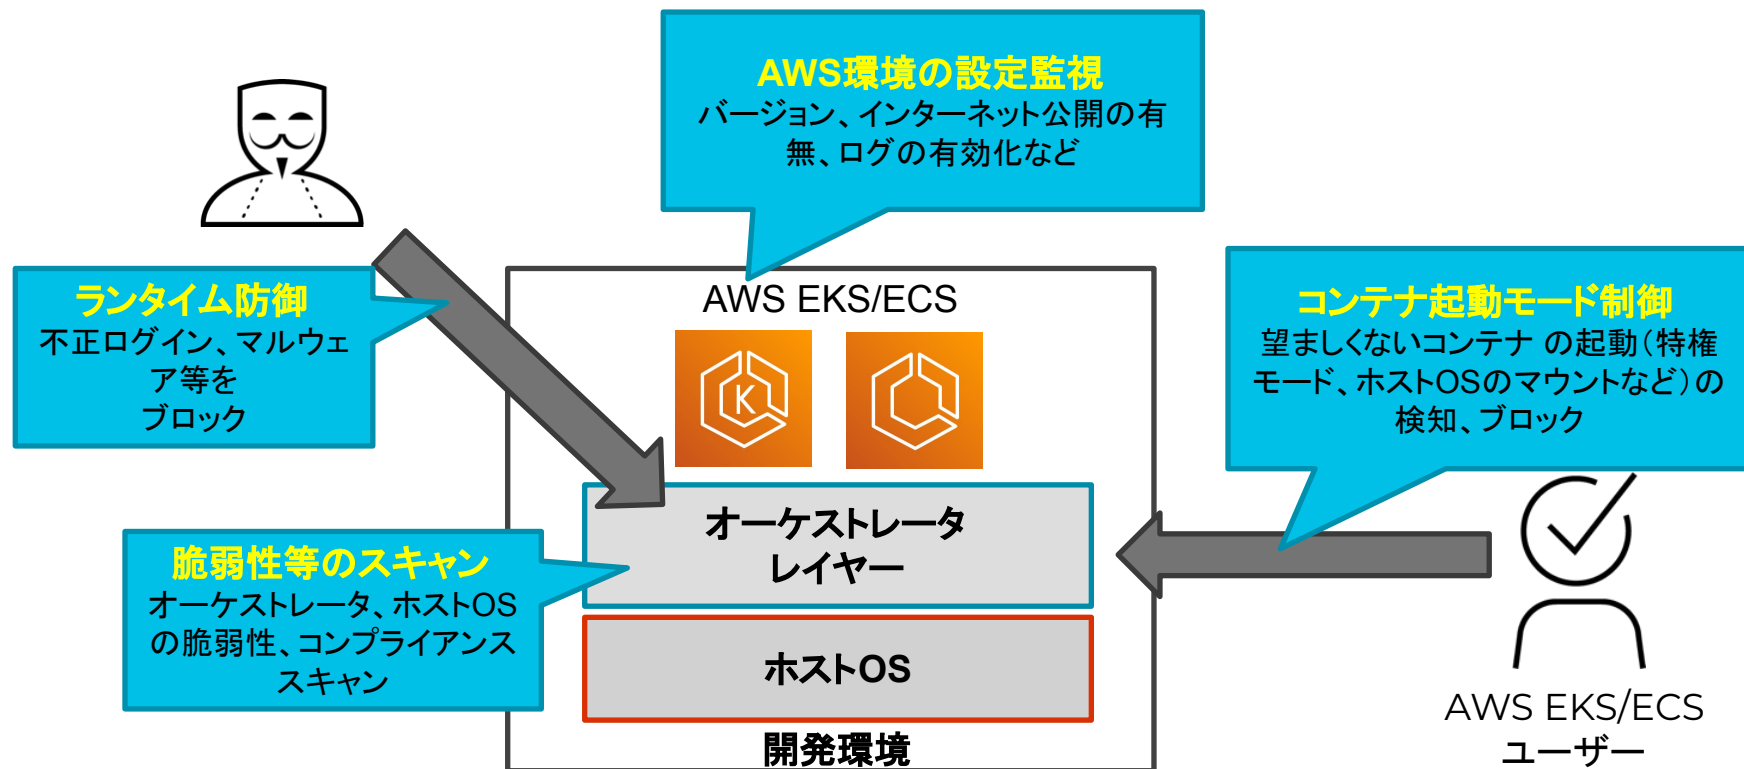 AWS環境の設定監視
バージョン、インターネット公開の有
無、ログの有効化など
ランタイム防御
不正ログイン、マルウェ
ア等を
ブロック
AWS EKS/ECS
K
コンテナ起動モード制御
望ましくないコンテナ の起動（特権
モード、ホストOSのマウントなど）の
検知、ブロック
オーケストレータ
レイヤー
脆弱性等のスキャン
オーケストレータ、ホストOS
の脆弱性、コンプライアンス
スキャン
ホストOS
開発環境
AWS EKS/ECS
ユーザー